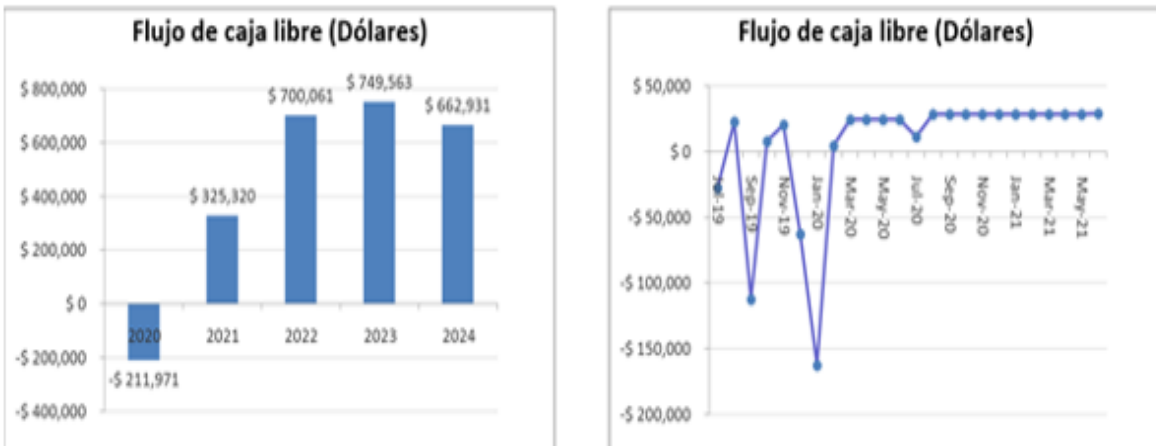 Flujo de caja libre (Dólares)
$ 800,000
$ 600,000
$ 400,000
$ 200,000
$ 0
-$ 200,000
-$ 400,000
-$ 211,971
$ 325,320
$ 700,061
$ 749,563
$ 662,931
2020
2021
2022
2023
2024
Flujo de caja libre (Dólares)
$ 50,000
$ 0
-$ 50,000
-$ 100,000
-$ 150,000
-$ 200,000
Jul-19
Sep-19
Nov-19
Jan-20
Mar-20
May-20
Jul-20
Sep-20
Nov-20
Jan-21
Mar-21
May-21